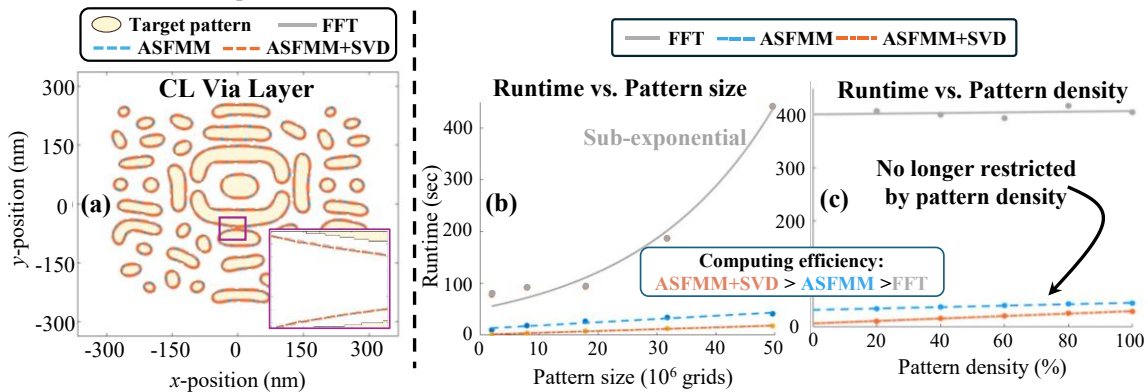 Target pattern
FFT
ASFMM
ASFMM+SVD
CL Via Layer
300
150
0
-150
-300
y-position (nm)
(a)
-300
-150
0
150
300
x-position (nm)
FFT
ASFMM
ASFMM+SVD
Runtime vs. Pattern size
Sub-exponential
(b)
400
300
200
100
0
Runtime (sec)
0
10
20
30
40
50
Pattern size (10⁶ grids)
Runtime vs. Pattern density
400
200
0
(c)
No longer restricted
by pattern density
Computing efficiency:
ASFMM+SVD > ASFMM >FFT
0
20
40
60
80
100
Pattern density (%)